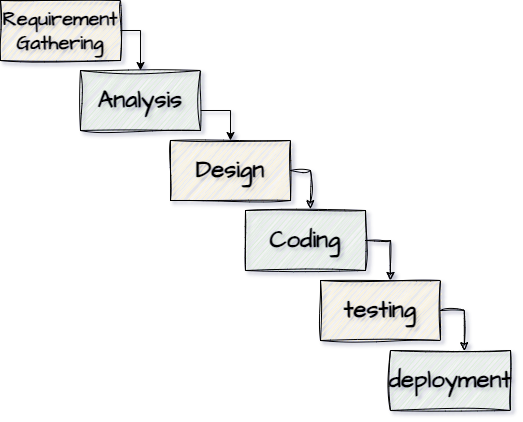 Requirement
Gathering
Analysis
Design
Coding
testing
deployment